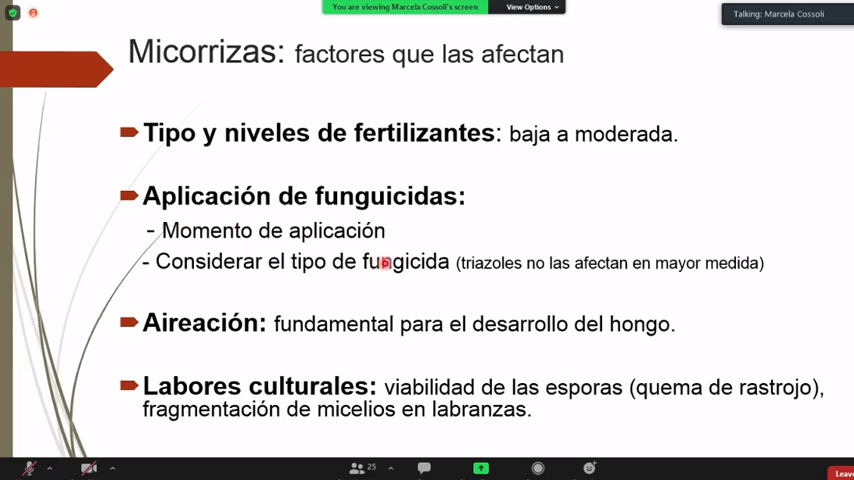 You are viewing Marcela Cossoli's screen
View Options
Talking: Marcela Cossoli
Micorrizas: factores que las afectan
Tipo y niveles de fertilizantes: baja a moderada.
Aplicación de funguicidas:
- Momento de aplicación
- Considerar el tipo de fungicida (triazoles no las afectan en mayor medida)
Aireación: fundamental para el desarrollo del hongo.
Labores culturales: viabilidad de las esporas (quema de rastrojo),
fragmentación de micelios en labranzas.
25
Leave